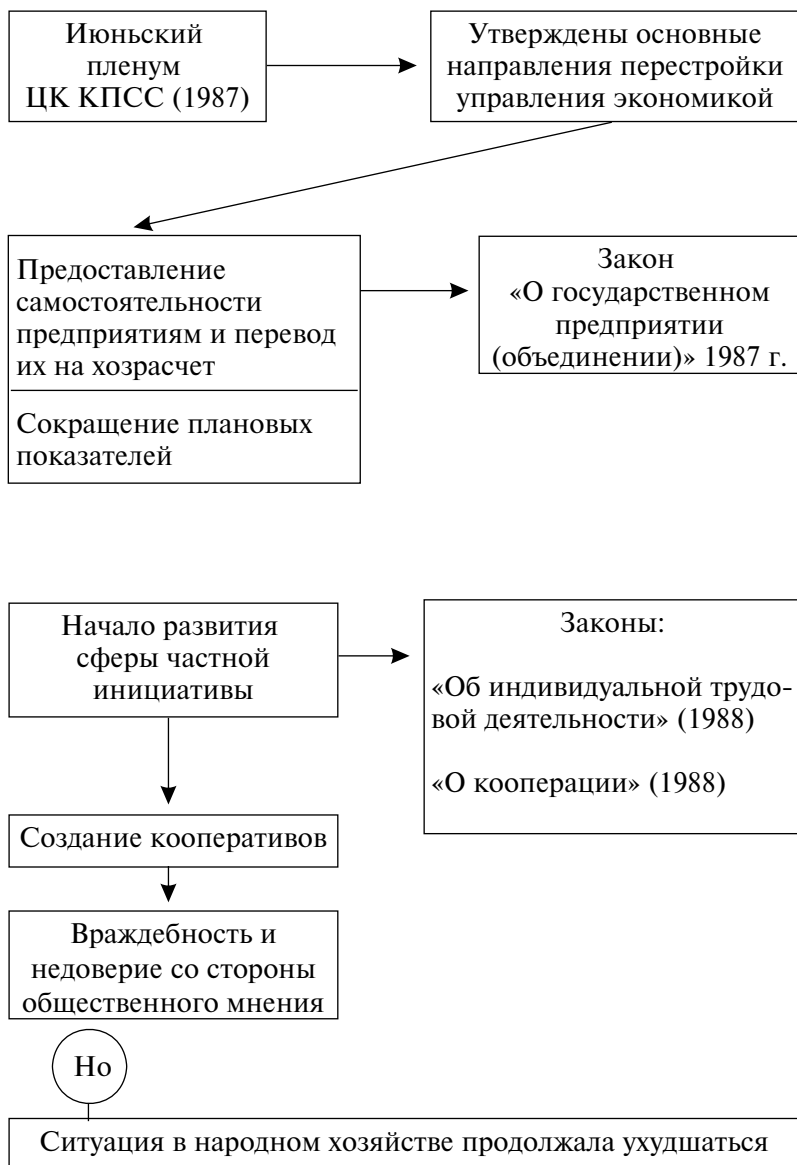 Июньский
пленум
ЦК КПСС (1987)
Утверждены основные
направления перестройки
управления экономикой
Предоставление
самостоятельности
предприятиям и перевод
их на хозрасчет
Сокращение плановых
показателей
Закон
«О государственном
предприятии
(объединении)» 1987 г.
Начало развития
сферы частной
инициативы
Законы:
«Об индивидуальной трудо-
вой деятельности» (1988)
«О кооперации» (1988)
Создание кооперативов
Враждебность и
недоверие со стороны
общественного мнения
Но
Ситуация в народном хозяйстве продолжала ухудшаться